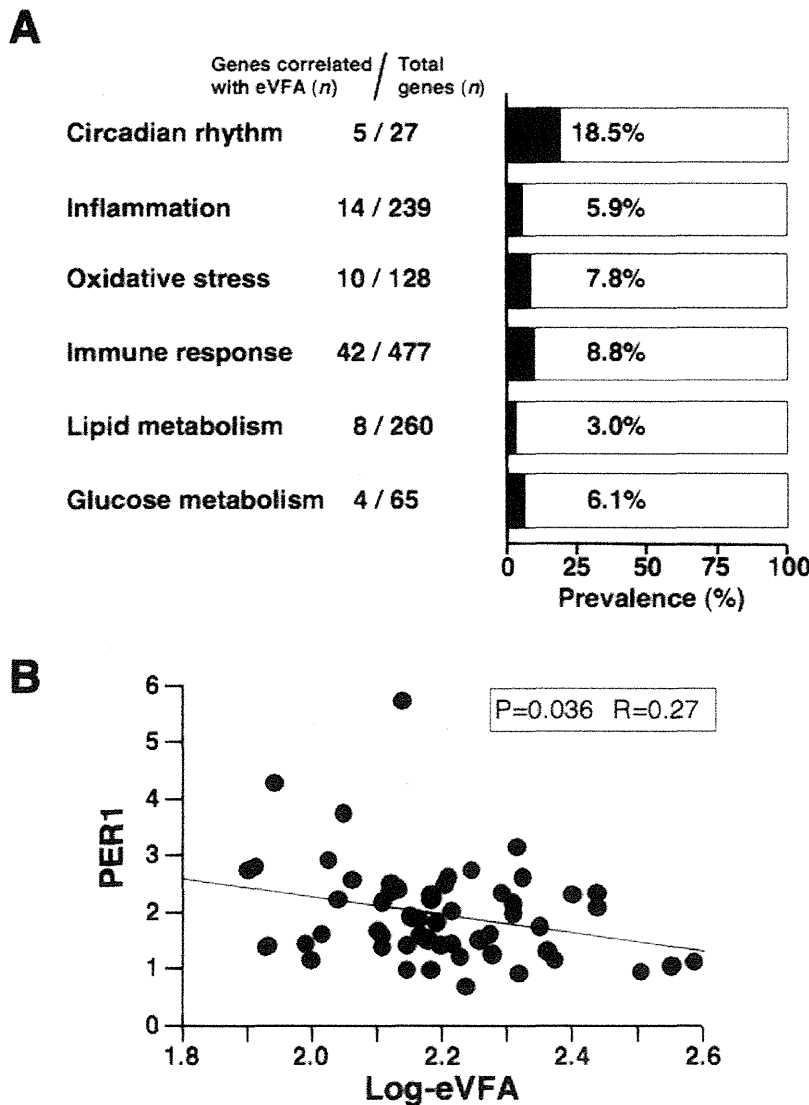 A
Genes correlated with eVFA (n) / Total genes (n)
Circadian rhythm 5 / 27 18.5%
Inflammation 14 / 239 5.9%
Oxidative stress 10 / 128 7.8%
Immune response 42 / 477 8.8%
Lipid metabolism 8 / 260 3.0%
Glucose metabolism 4 / 65 6.1%
0 25 50 75 100
Prevalence (%)
B
P=0.036 R=0.27
PER1
6
5
4
3
2
1
0
1.8 2.0 2.2 2.4 2.6
Log-eVFA